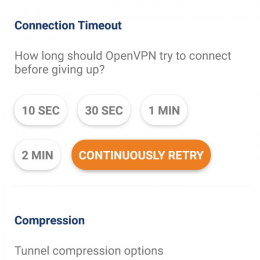 Connection Timeout
How long should OpenVPN try to connect
before giving up?
10 SEC 30 SEC 1 MIN
2 MIN CONTINUOUSLY RETRY
Compression
Tunnel compression options